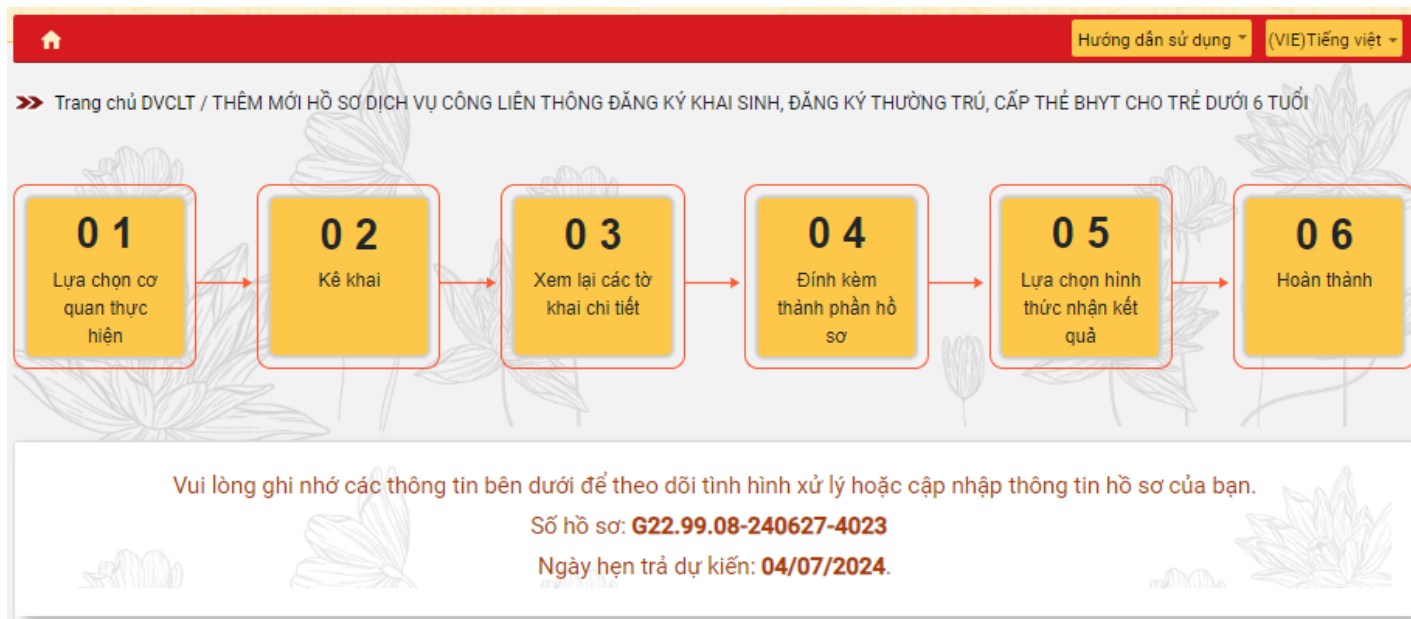 Hướng dẫn sử dụng
(VIE)Tiếng việt
Trang chủ DVCLT / THÊM MỚI HỒ SƠ DỊCH VỤ CÔNG LIÊN THÔNG ĐĂNG KÝ KHAI SINH, ĐĂNG KÝ THƯỜNG TRÚ, CẤP THẺ BHYT CHO TRẺ DƯỚI 6 TUỔI
0 1
Lựa chọn cơ
quan thực
hiện
0 2
Kê khai
0 3
Xem lại các tờ
khai chi tiết
0 4
Đính kèm
thành phần hồ
sơ
0 5
Lựa chọn hình
thức nhận kết
quả
0 6
Hoàn thành
Vui lòng ghi nhớ các thông tin bên dưới để theo dõi tình hình xử lý hoặc cập nhập thông tin hồ sơ của bạn.
Số hồ sơ: G22.99.08-240627-4023
Ngày hẹn trả dự kiến: 04/07/2024.